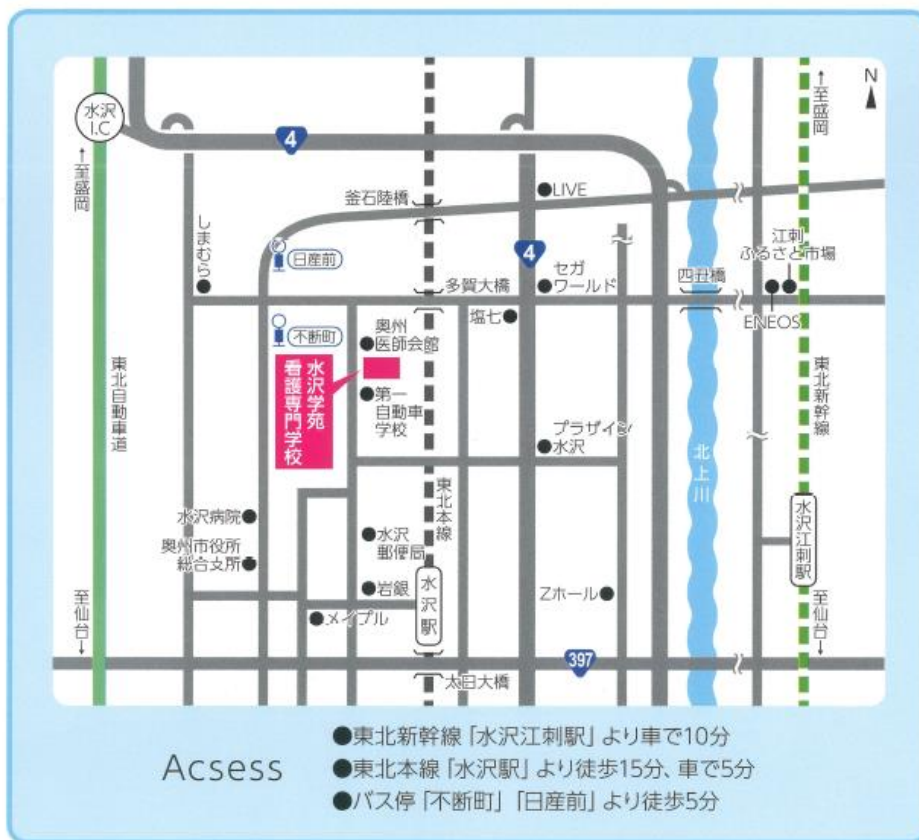 N
水沢
I.C
←至盛岡
4
至盛岡
釜石陸橋
LIVE
しまむら
日産前
4
江刺
ふるさと市場
多賀大橋
セガ
ワールド
四丑橋
ENEOS
塩七
不断町
奥州
医師会館
水沢学苑
看護専門学校
第一
自動車
学校
東北自動車道
東北新幹線
プラザイン
水沢
北上川
東北本線
水沢病院
水沢
郵便局
水沢江刺駅
奥州市役所
総合支所
岩銀
水沢駅
Zホール
メイプル
至仙台
至仙台
397
太田大橋
Acsess
●東北新幹線「水沢江刺駅」より車で10分
●東北本線「水沢駅」より徒歩15分、車で5分
●バス停「不断町」「日産前」より徒歩5分